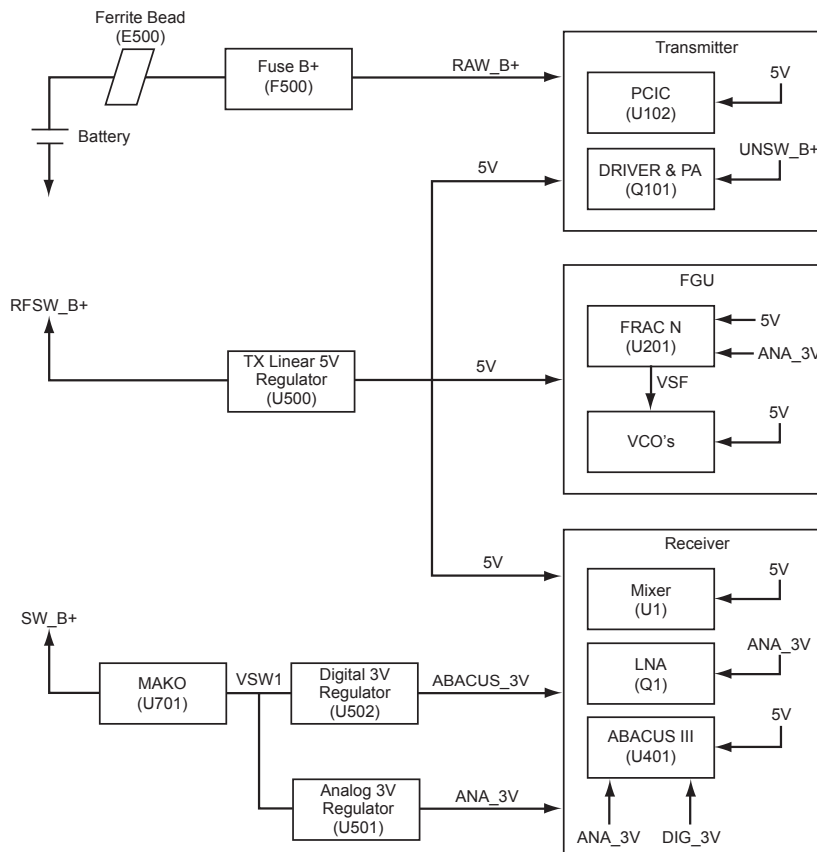 Ferrite Bead
(E500)
Fuse B+
(F500)
RAW_B+
Battery
Transmitter
PCIC
(U102)
5V
DRIVER & PA
(Q101)
UNSW_B+
5V
RFSW_B+
TX Linear 5V
Regulator
(U500)
5V
FGU
FRAC N
(U201)
5V
ANA_3V
VSF
VCO's
5V
5V
Receiver
Mixer
(U1)
5V
LNA
(Q1)
ANA_3V
ABACUS III
(U401)
5V
ANA_3V
DIG_3V
SW_B+
MAKO
(U701)
VSW1
Digital 3V
Regulator
(U502)
ABACUS_3V
Analog 3V
Regulator
(U501)
ANA_3V